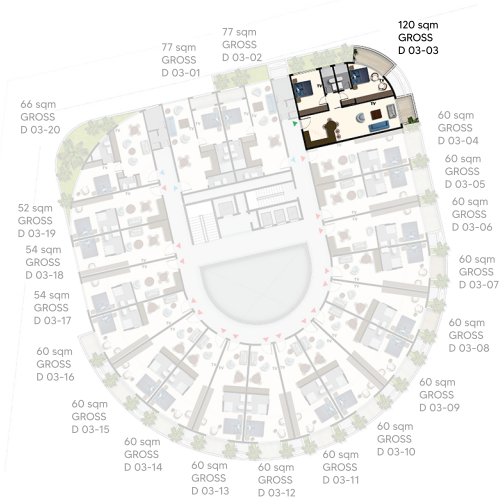 120 sqm
GROSS
D 03-03
77 sqm
GROSS
D 03-02
77 sqm
GROSS
D 03-01
66 sqm
GROSS
D 03-20
60 sqm
GROSS
D 03-04
60 sqm
GROSS
D 03-05
60 sqm
GROSS
D 03-06
52 sqm
GROSS
D 03-19
54 sqm
GROSS
D 03-18
60 sqm
GROSS
D 03-07
54 sqm
GROSS
D 03-17
60 sqm
GROSS
D 03-08
60 sqm
GROSS
D 03-16
60 sqm
GROSS
D 03-09
60 sqm
GROSS
D 03-15
60 sqm
GROSS
D 03-10
60 sqm
GROSS
D 03-14
60 sqm
GROSS
D 03-11
60 sqm
GROSS
D 03-13
60 sqm
GROSS
D 03-12
TV
TV